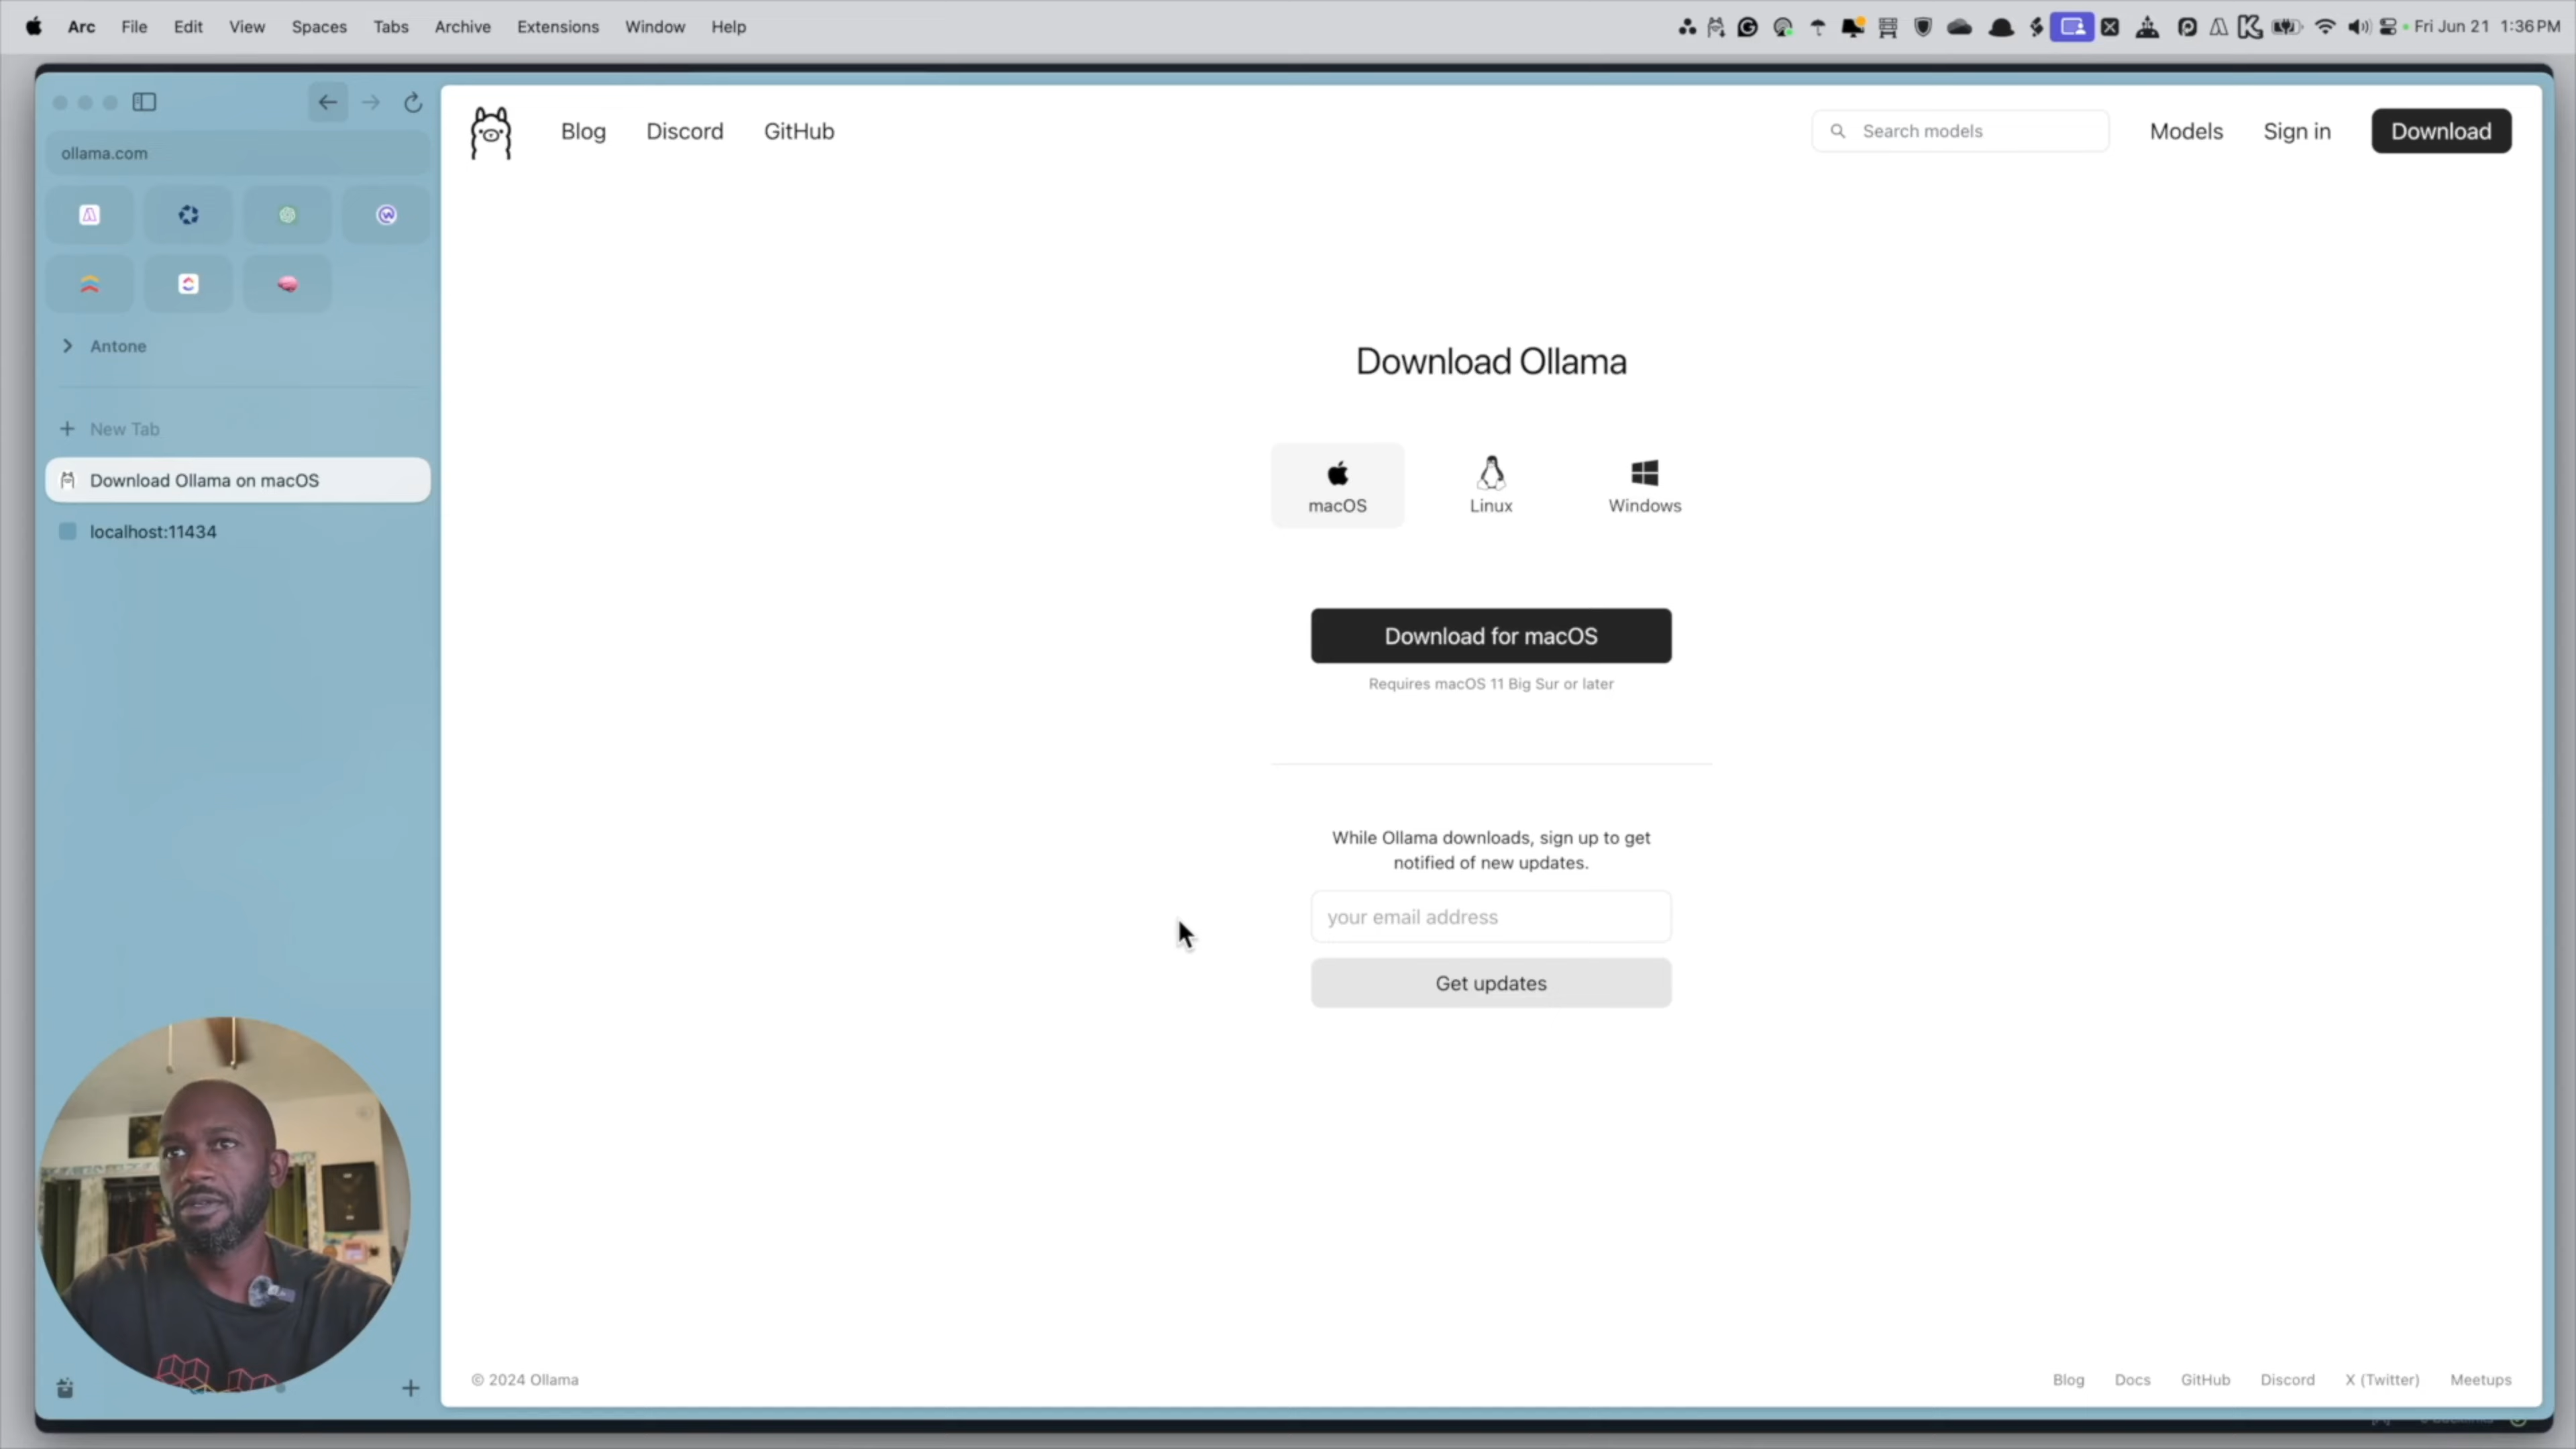 Arc File Edit View Spaces Tabs Archive Extensions Window Help Fri Jun 21 1:36 PM
ollama.com
Antone
New Tab
Download Ollama on macOS
localhost:11434
Blog Discord GitHub Search models Models Sign in Download
Download Ollama
macOS Linux Windows
Download for macOS
Requires macOS 11 Big Sur or later
While Ollama downloads, sign up to get
notified of new updates.
your email address
Get updates
© 2024 Ollama Blog Docs GitHub Discord X (Twitter) Meetups